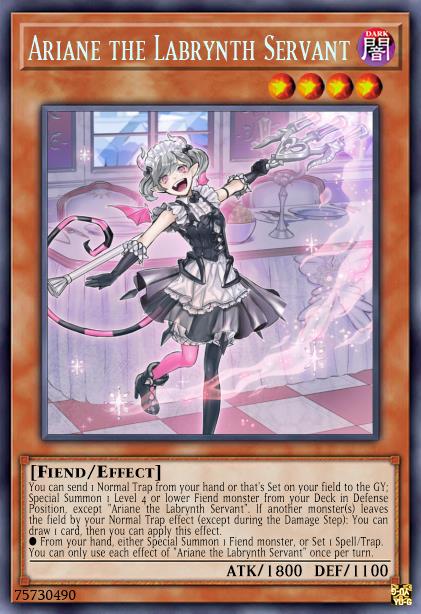 ARIANE THE LABRYNTH SERVANT
DARK
闇
[FIEND/EFFECT]
You can send 1 Normal Trap from your hand or that's Set on your field to the GY;
Special Summon 1 Level 4 or lower Fiend monster from your Deck in Defense
Position, except "Ariane the Labrynth Servant". If another monster(s) leaves
the field by your Normal Trap effect (except during the Damage Step): You can
draw 1 card, then you can apply this effect.
● From your hand, either Special Summon 1 Fiend monster, or Set 1 Spell/Trap.
You can only use each effect of "Ariane the Labrynth Servant" once per turn.
ATK/1800 DEF/1100
75730490